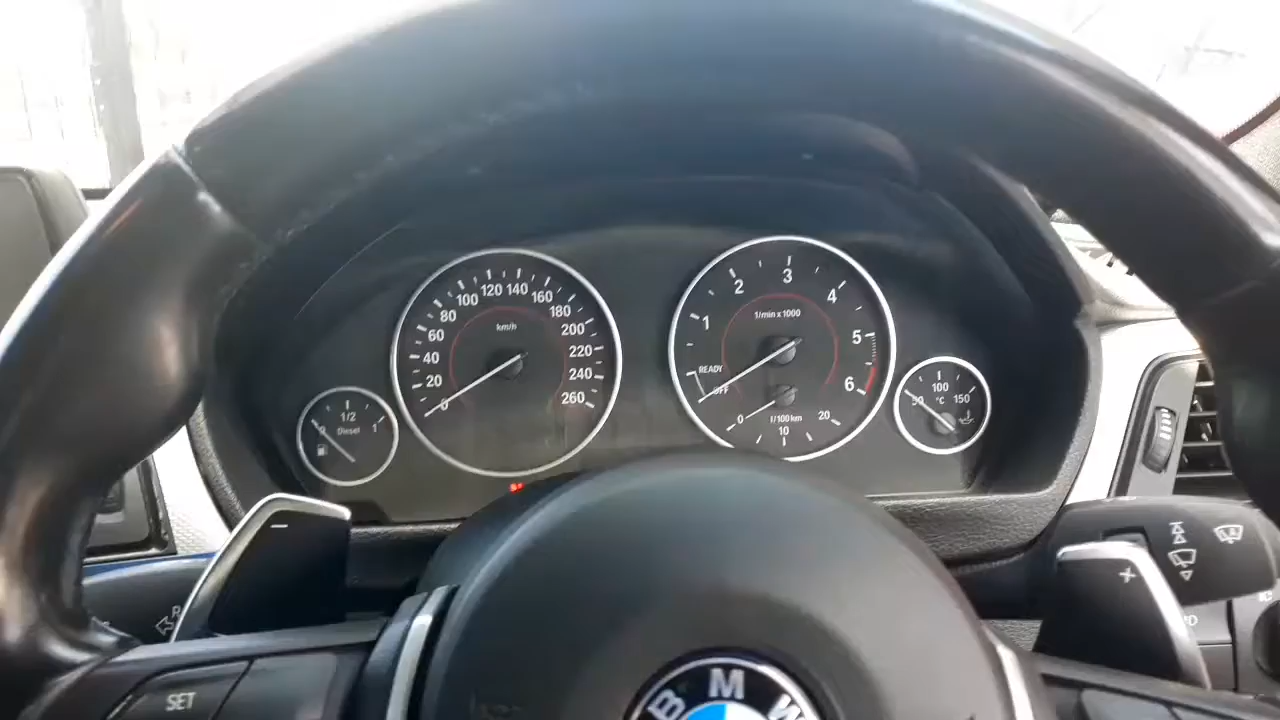 0 20 40 60 80 100 120 140 160 180 200 220 240 260
km/h
1 2 3 4 5 6
1/min x 1000
READY
OFF
0 10 20
l/100 km
0 1/2 1
Diesel
50 100 150
°C
−
+
R
SET
B M W